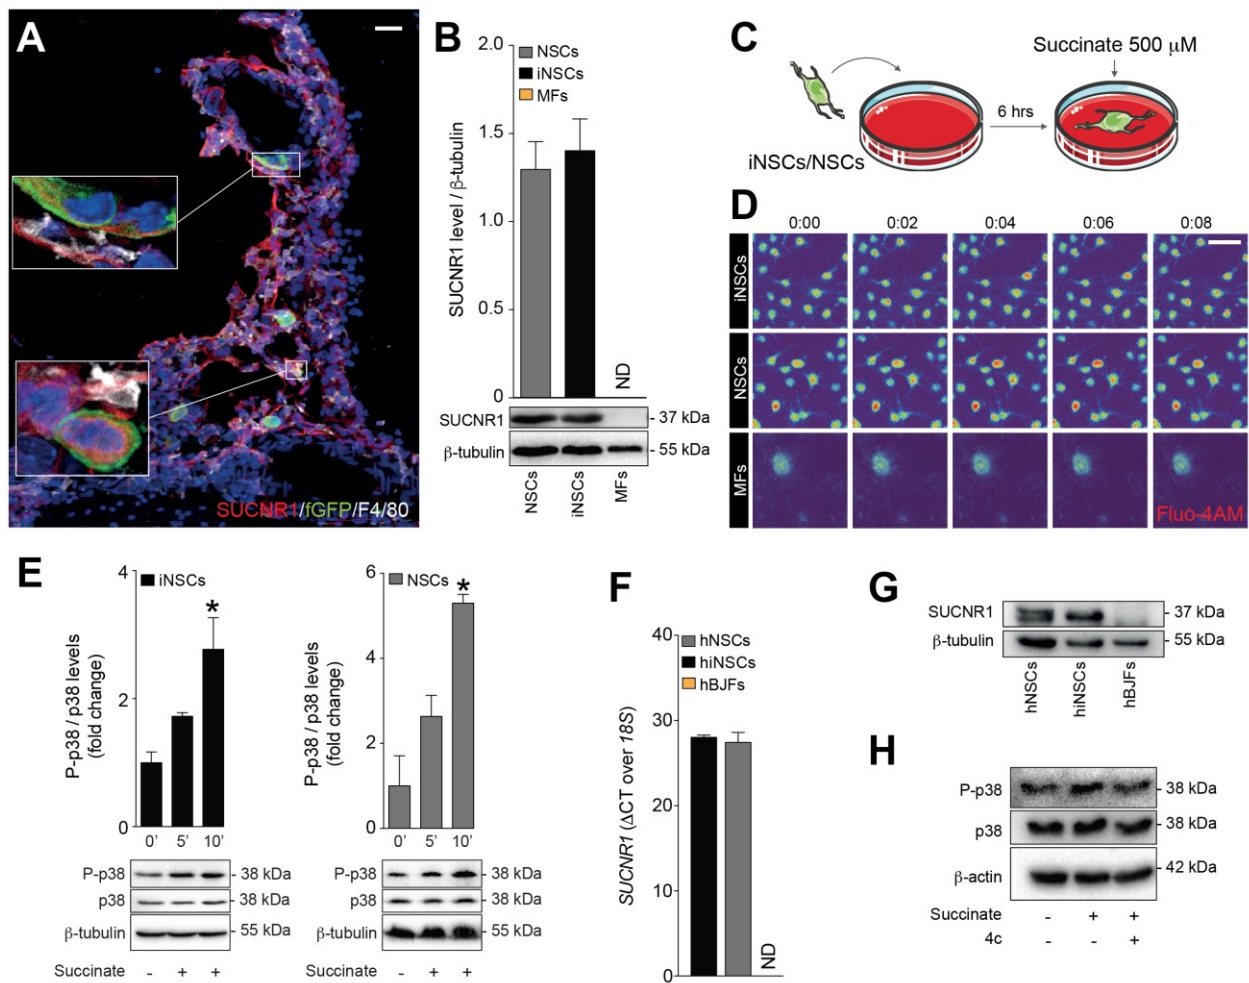 A
SUCNR1/fGFP/F4/80
B
2.0
1.5
1.0
0.5
0
SUCNR1 level / β-tubulin
NSCs
iNSCs
MFs
ND
SUCNR1
37 kDa
β-tubulin
55 kDa
NSCs
iNSCs
MFs
C
Succinate 500 μM
6 hrs
iNSCs/NSCs
D
0:00 0:02 0:04 0:06 0:08
iNSCs
NSCs
MFs
Fluo-4AM
E
4
2
0
P-p38 / p38 levels
(fold change)
iNSCs
*
0' 5' 10'
P-p38
38 kDa
p38
38 kDa
β-tubulin
55 kDa
Succinate - + +
6
4
2
0
P-p38 / p38 levels
(fold change)
NSCs
*
0' 5' 10'
P-p38
38 kDa
p38
38 kDa
β-tubulin
55 kDa
Succinate - + +
F
40
30
20
10
0
SUCNR1 (ΔCT over 18S)
hNSCs
hiNSCs
hBJFs
ND
G
SUCNR1
37 kDa
β-tubulin
55 kDa
hNSCs
hiNSCs
hBJFs
H
P-p38
38 kDa
p38
38 kDa
β-actin
42 kDa
Succinate - + +
4c - - +